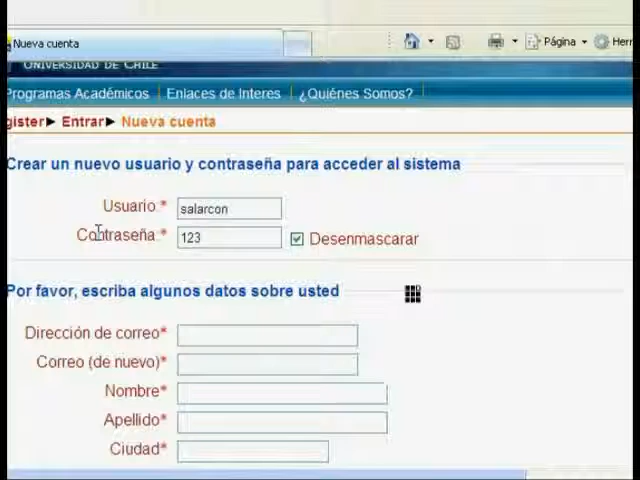 Nueva cuenta
Página
Herr
UNIVERSIDAD DE CHILE
Programas Académicos Enlaces de Interes ¿Quiénes Somos?
gister Entrar Nueva cuenta
Crear un nuevo usuario y contraseña para acceder al sistema
Usuario * salarcon
Contraseña * 123 Desenmascarar
Por favor, escriba algunos datos sobre usted
Dirección de correo*
Correo (de nuevo)*
Nombre*
Apellido*
Ciudad*